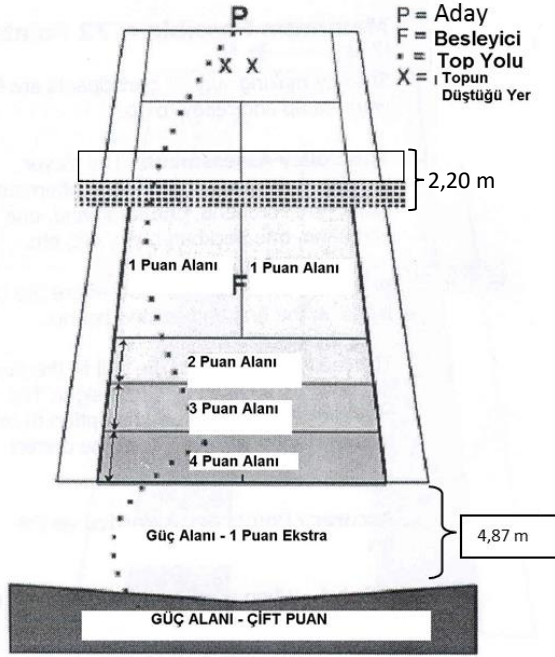 P
P = Aday
F = Besleyici
= Top Yolu
X = Topun
Düştüğü Yer
X X
2,20 m
1 Puan Alanı 1 Puan Alanı
F
2 Puan Alanı
3 Puan Alanı
4 Puan Alanı
Güç Alanı - 1 Puan Ekstra
4,87 m
GÜÇ ALANI - ÇİFT PUAN